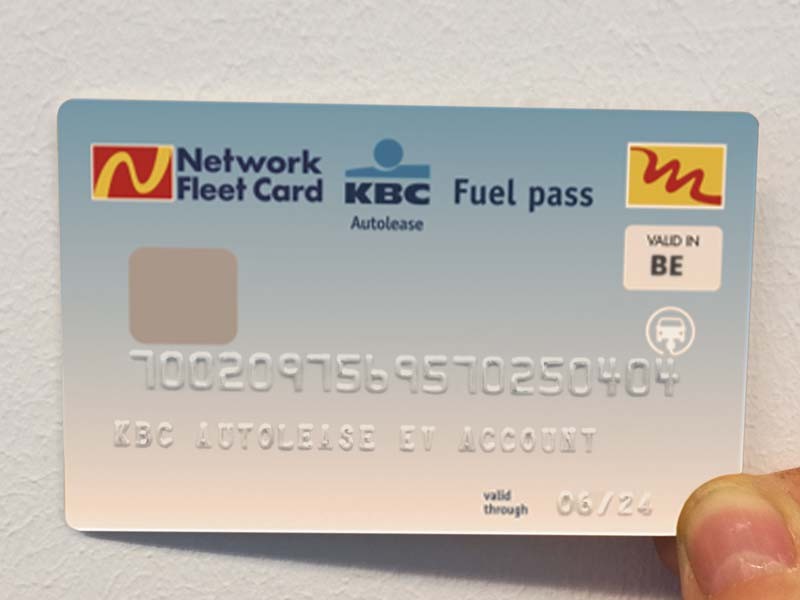 Network
Fleet Card
KBC
Autolease
Fuel pass
VALID IN
BE
7002097569570250404
KBC AUTOLEASE EV ACCOUNT
valid
through 06/24